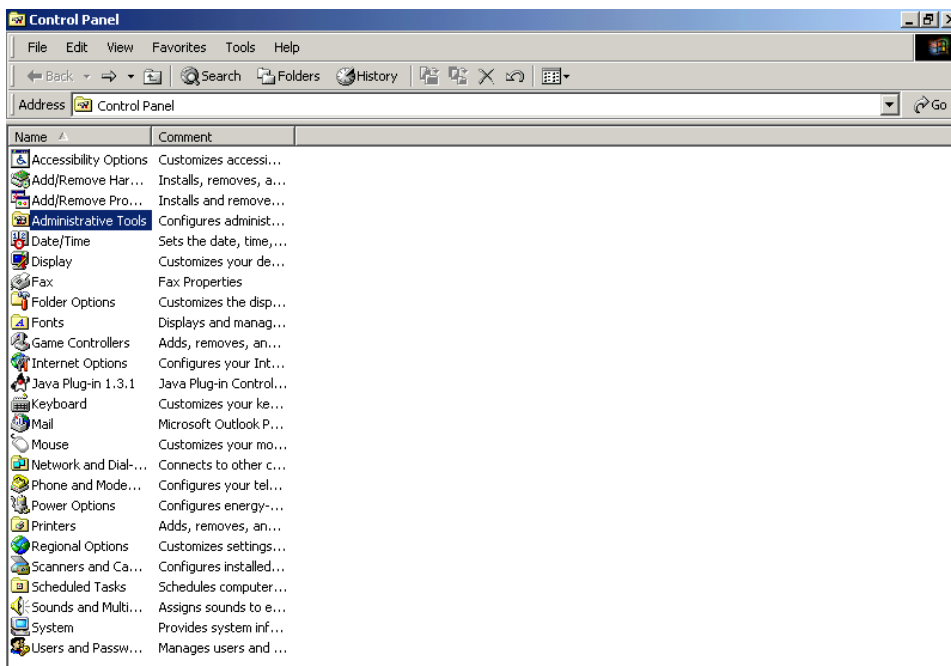 Control Panel
File Edit View Favorites Tools Help
Back Search Folders History
Address Control Panel Go
Name Comment
Accessibility Options Customizes accessi...
Add/Remove Har... Installs, removes, a...
Add/Remove Pro... Installs and remove...
Administrative Tools Configures administ...
Date/Time Sets the date, time,...
Display Customizes your de...
Fax Fax Properties
Folder Options Customizes the disp...
Fonts Displays and manag...
Game Controllers Adds, removes, an...
Internet Options Configures your Int...
Java Plug-in 1.3.1 Java Plug-in Control...
Keyboard Customizes your ke...
Mail Microsoft Outlook P...
Mouse Customizes your mo...
Network and Dial-... Connects to other c...
Phone and Mode... Configures your tel...
Power Options Configures energy-...
Printers Adds, removes, an...
Regional Options Customizes settings...
Scanners and Ca... Configures installed...
Scheduled Tasks Schedules computer...
Sounds and Multi... Assigns sounds to e...
System Provides system inf...
Users and Passw... Manages users and ...